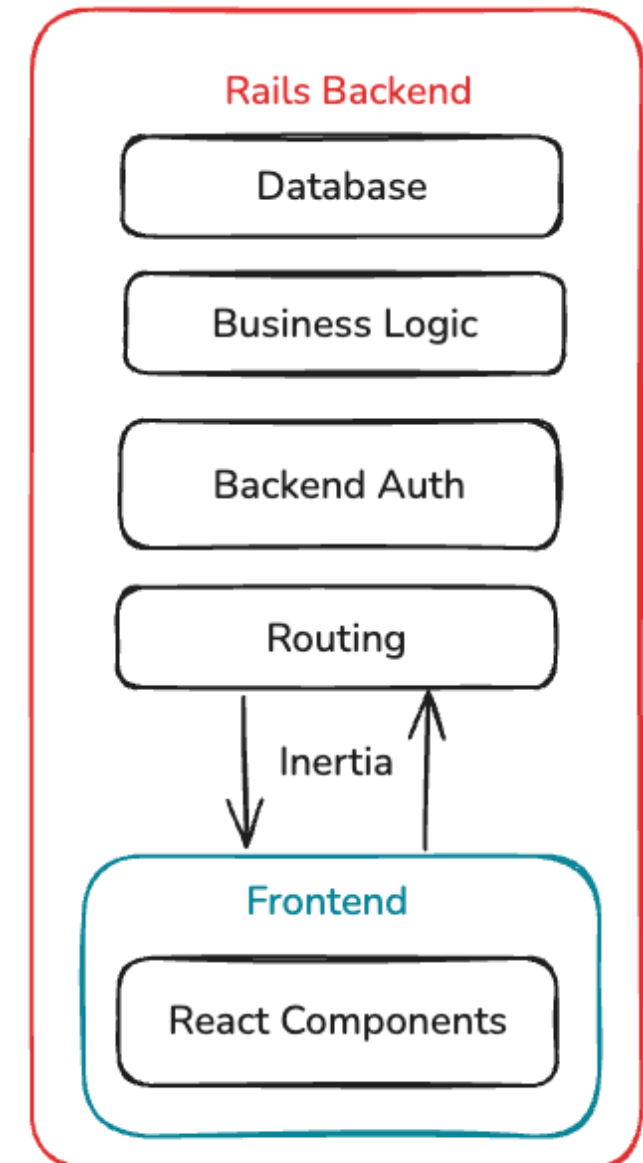 Rails Backend
Database
Business Logic
Backend Auth
Routing
Inertia
Frontend
React Components